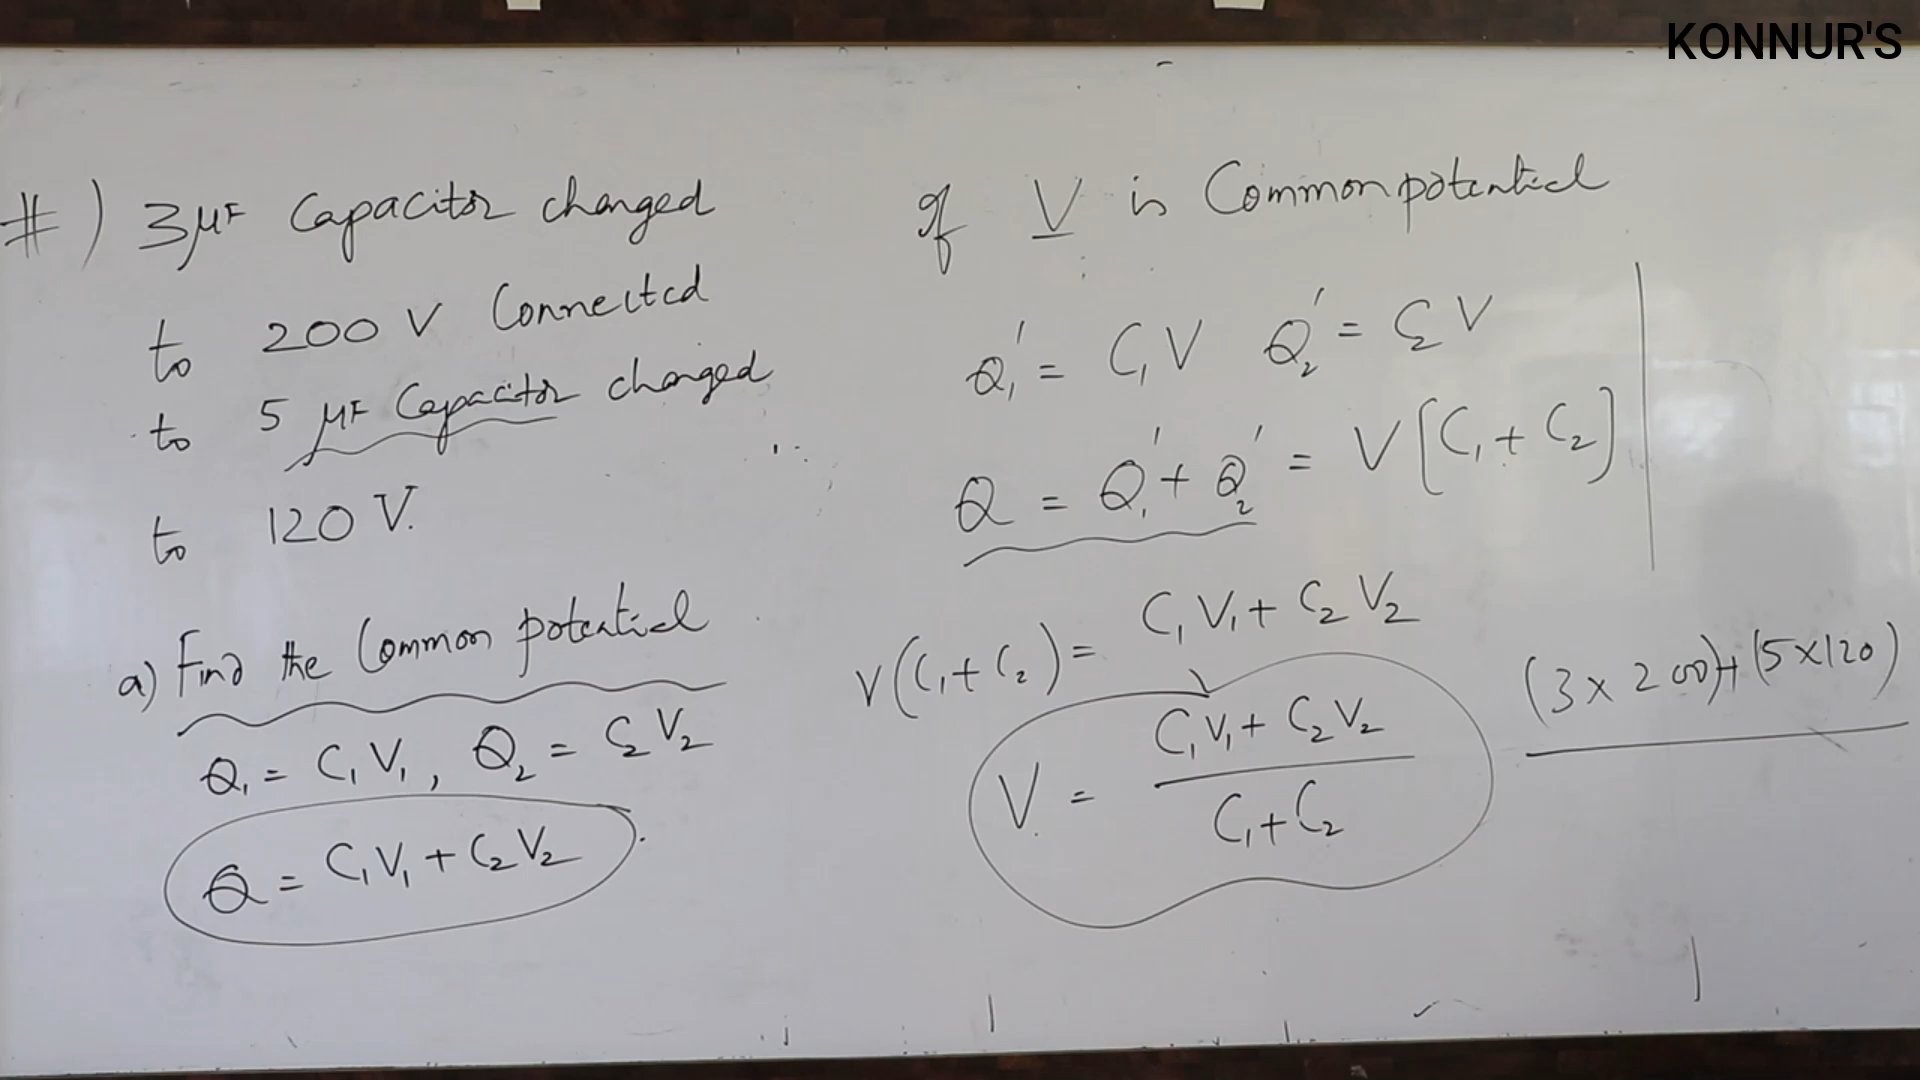 KONNUR'S
#) 3μF Capacitor charged
to 200 V Connected
to 5 μF Capacitor charged
to 120 V.
a) Find the Common potential
Q₁ = C₁V₁, Q₂ = C₂V₂
Q = C₁V₁ + C₂V₂
If V is Common potential
Q₁' = C₁V Q₂' = C₂V
Q = Q₁' + Q₂' = V[C₁ + C₂]
V(C₁ + C₂) = C₁V₁ + C₂V₂
V = (C₁V₁ + C₂V₂) / (C₁ + C₂)
(3 × 200) + (5 × 120)